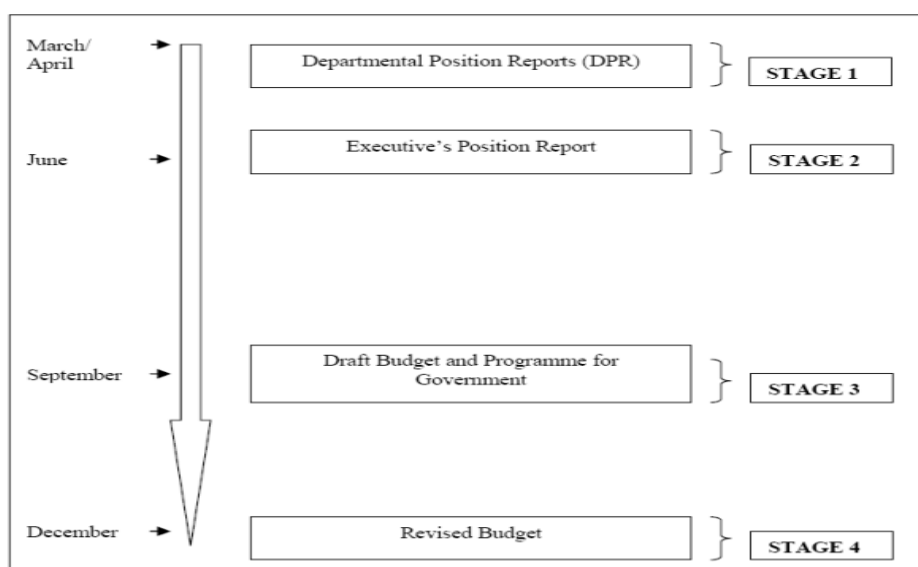 March/
April
Departmental Position Reports (DPR)
STAGE 1
June
Executive's Position Report
STAGE 2
September
Draft Budget and Programme for
Government
STAGE 3
December
Revised Budget
STAGE 4